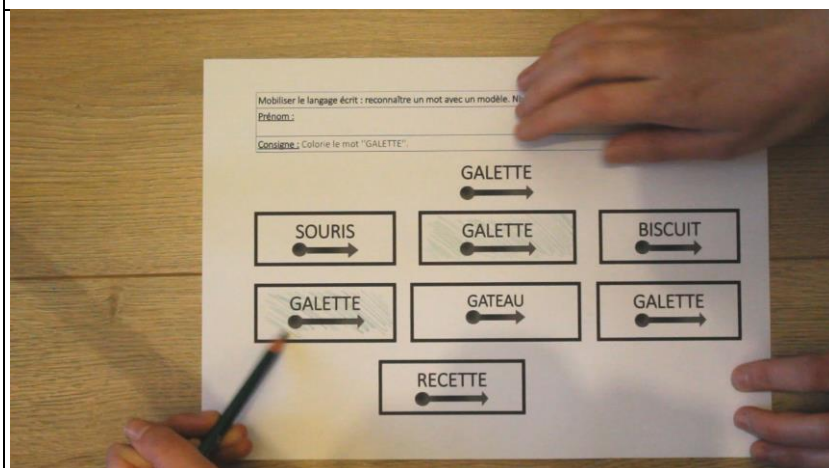 Mobiliser le langage écrit : reconnaître un mot avec un modèle.
Prénom :
Consigne : Colorie le mot "GALETTE".
GALETTE
SOURIS GALETTE BISCUIT
GALETTE GATEAU GALETTE
RECETTE